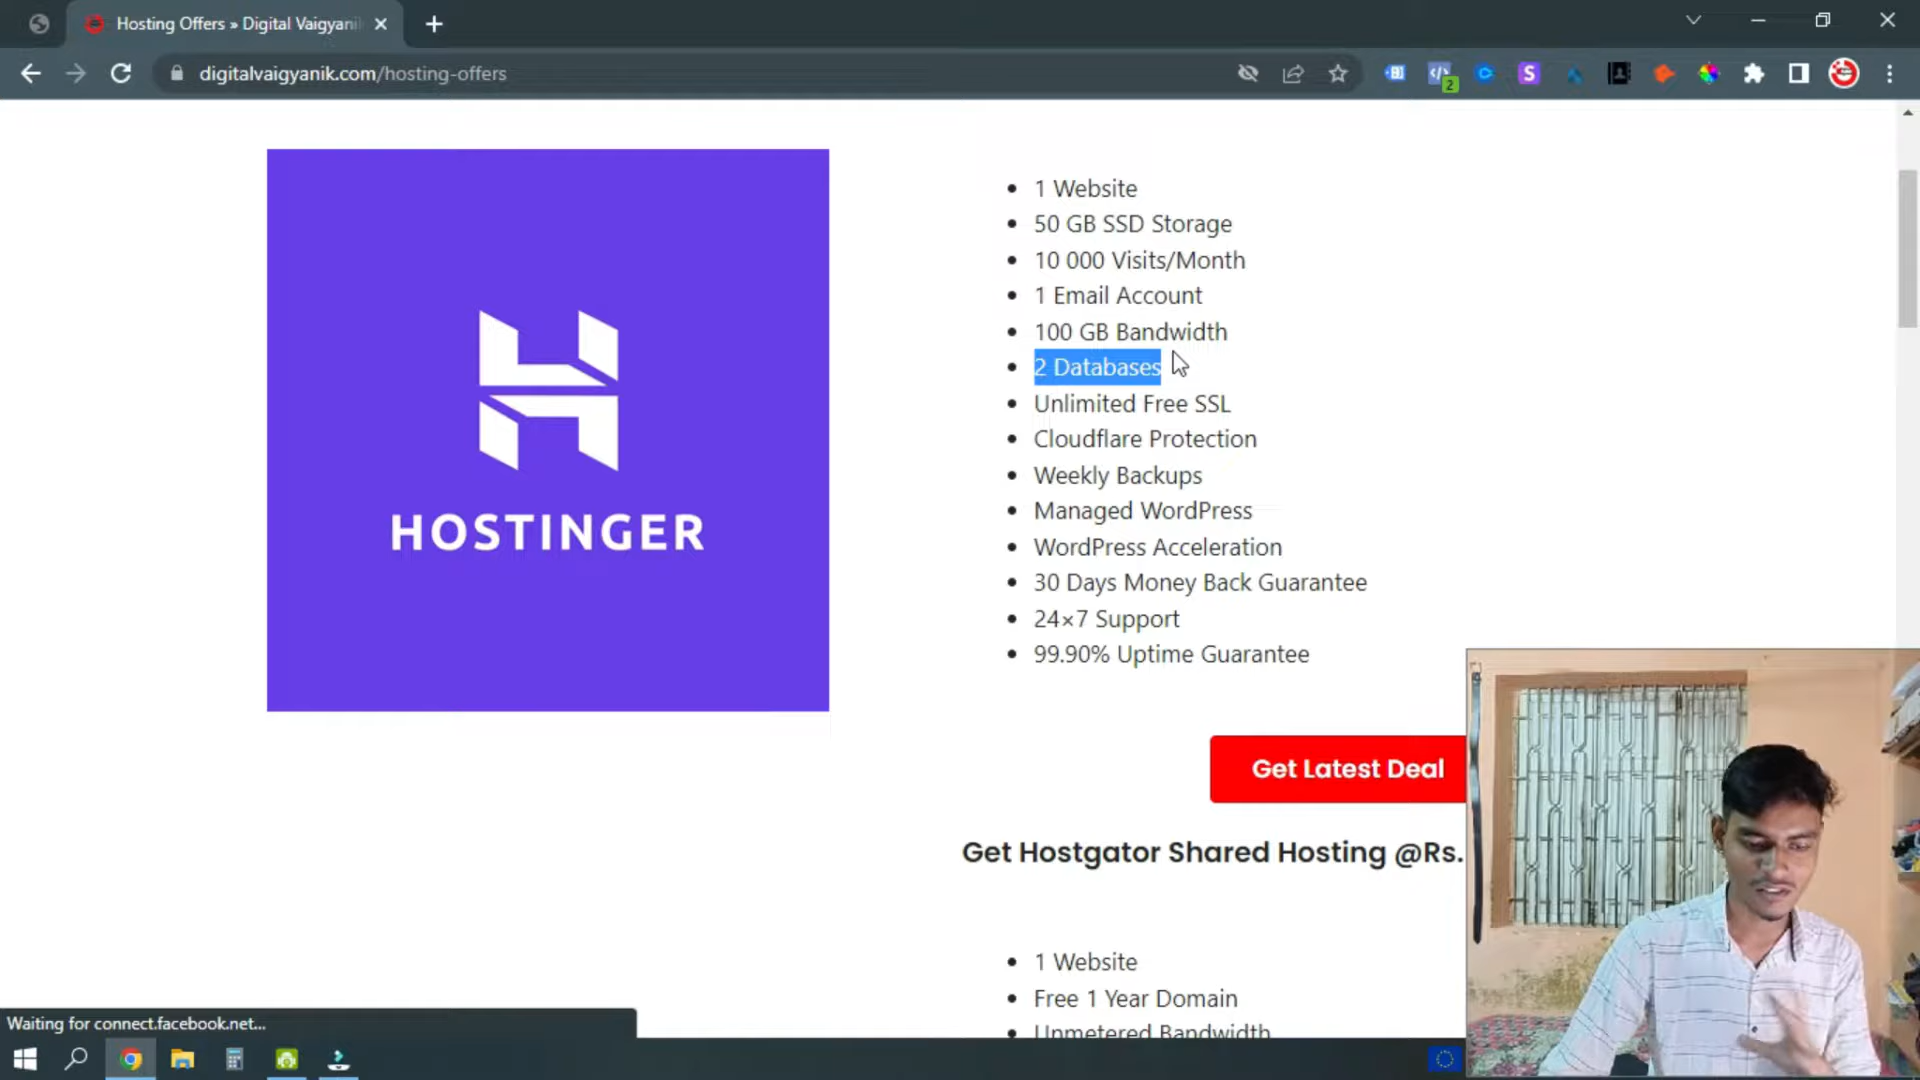 Hosting Offers » Digital Vaigyani
digitalvaigyanik.com/hosting-offers
2
S
HOSTINGER
1 Website
50 GB SSD Storage
10 000 Visits/Month
1 Email Account
100 GB Bandwidth
2 Databases
Unlimited Free SSL
Cloudflare Protection
Weekly Backups
Managed WordPress
WordPress Acceleration
30 Days Money Back Guarantee
24×7 Support
99.90% Uptime Guarantee
Get Latest Deal
Get Hostgator Shared Hosting @Rs.
1 Website
Free 1 Year Domain
Unmetered Bandwidth
Waiting for connect.facebook.net...